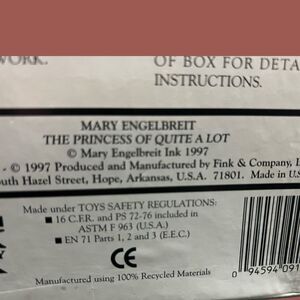 WORK.
OF BOX FOR DETA
INSTRUCTIONS.
MARY ENGELBREIT
THE PRINCESS OF QUITE A LOT
© Mary Engelbreit Ink 1997
- © 1997 Produced and Manufactured by Fink & Company, I
outh Hazel Street, Hope, Arkansas, U.S.A. 71801. Made in U.S
Made under TOYS SAFETY REGULATIONS:
■ 16 C.F.R. and PS 72-76 included in
ASTM F 963 (U.S.A.)
■ EN 71 Parts 1, 2 and 3 (E.E.C.)
CE
Manufactured using 100% Recycled Materials
0 94594 091